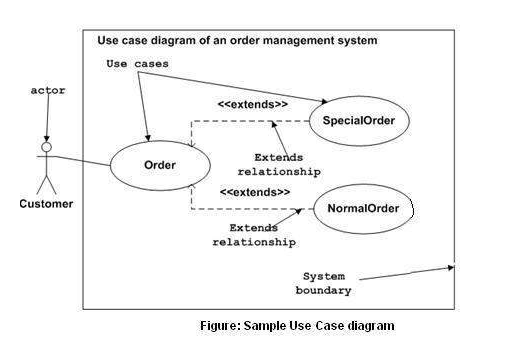 Use case diagram of an order management system
Use cases
actor
<<extends>>
SpecialOrder
Extends
relationship
Order
<<extends>>
Customer
NormalOrder
Extends
relationship
System
boundary
Figure: Sample Use Case diagram